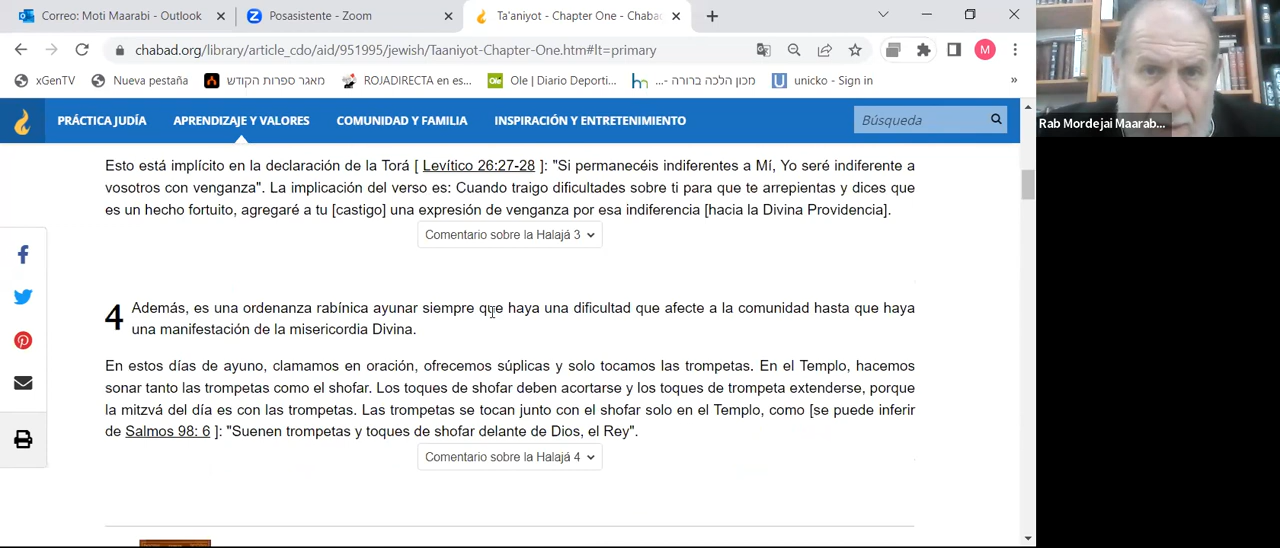 Correo: Moti Maarabi - Outlook
Posasistente - Zoom
Ta'aniyot - Chapter One - Chabad
chabad.org/library/article_cdo/aid/951995/jewish/Taaniyot-Chapter-One.htm#lt=primary
M
xGenTV
Nueva pestaña
מאגר ספרות הקודש
ROJADIRECTA en es...
Ole
Ole | Diario Deporti...
מכון הלכה ברורה -...
unicko - Sign in
»
Rab Mordejai Maarab...
PRÁCTICA JUDÍA
APRENDIZAJE Y VALORES
COMUNIDAD Y FAMILIA
INSPIRACIÓN Y ENTRETENIMIENTO
Búsqueda
Esto está implícito en la declaración de la Torá [ Levítico 26:27-28 ]: "Si permanecéis indiferentes a Mí, Yo seré indiferente a
vosotros con venganza". La implicación del verso es: Cuando traigo dificultades sobre ti para que te arrepientas y dices que
es un hecho fortuito, agregaré a tu [castigo] una expresión de venganza por esa indiferencia [hacia la Divina Providencia].
Comentario sobre la Halajá 3
4 Además, es una ordenanza rabínica ayunar siempre que haya una dificultad que afecte a la comunidad hasta que haya
una manifestación de la misericordia Divina.
En estos días de ayuno, clamamos en oración, ofrecemos súplicas y solo tocamos las trompetas. En el Templo, hacemos
sonar tanto las trompetas como el shofar. Los toques de shofar deben acortarse y los toques de trompeta extenderse, porque
la mitzvá del día es con las trompetas. Las trompetas se tocan junto con el shofar solo en el Templo, como [se puede inferir
de Salmos 98: 6 ]: "Suenen trompetas y toques de shofar delante de Dios, el Rey".
Comentario sobre la Halajá 4